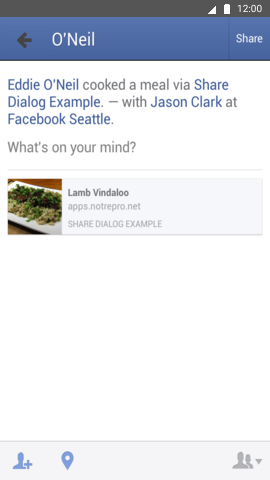 12:00
O'Neil
Share
Eddie O'Neil cooked a meal via Share
Dialog Example. — with Jason Clark at
Facebook Seattle.
What's on your mind?
Lamb Vindaloo
apps.notrepro.net
SHARE DIALOG EXAMPLE